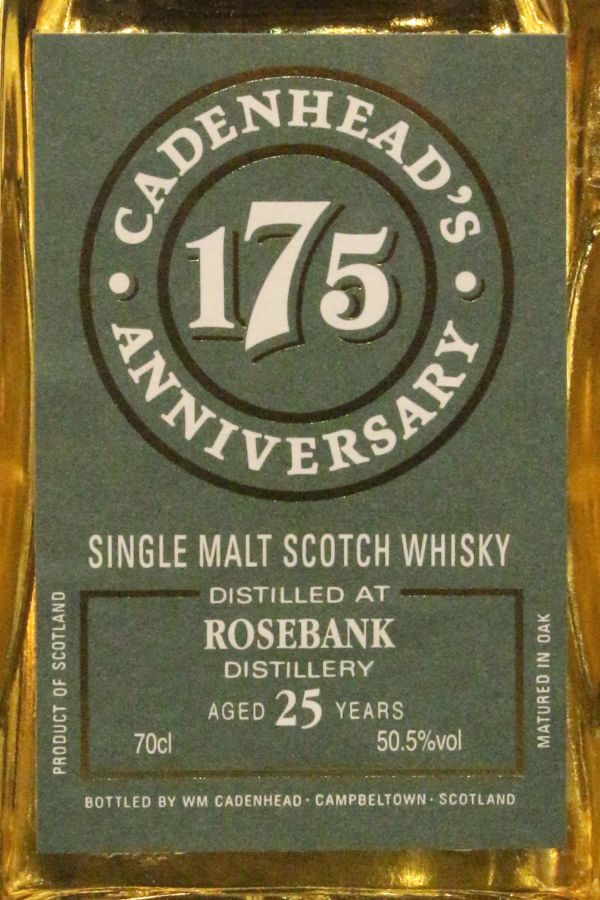 CADENHEAD'S
175
• ANNIVERSARY •
SINGLE MALT SCOTCH WHISKY
DISTILLED AT
ROSEBANK
DISTILLERY
AGED 25 YEARS
70cl 50.5%vol
PRODUCT OF SCOTLAND
MATURED IN OAK
BOTTLED BY WM CADENHEAD · CAMPBELTOWN · SCOTLAND